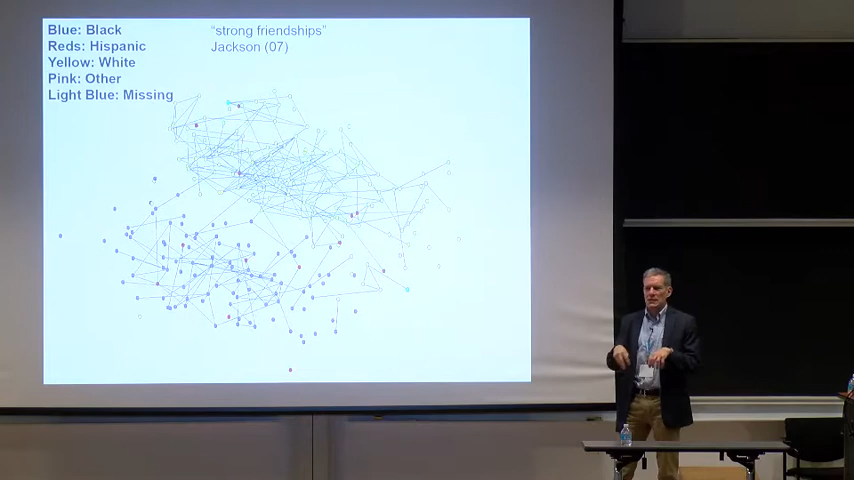 Blue: Black
Reds: Hispanic
Yellow: White
Pink: Other
Light Blue: Missing
“strong friendships”
Jackson (07)